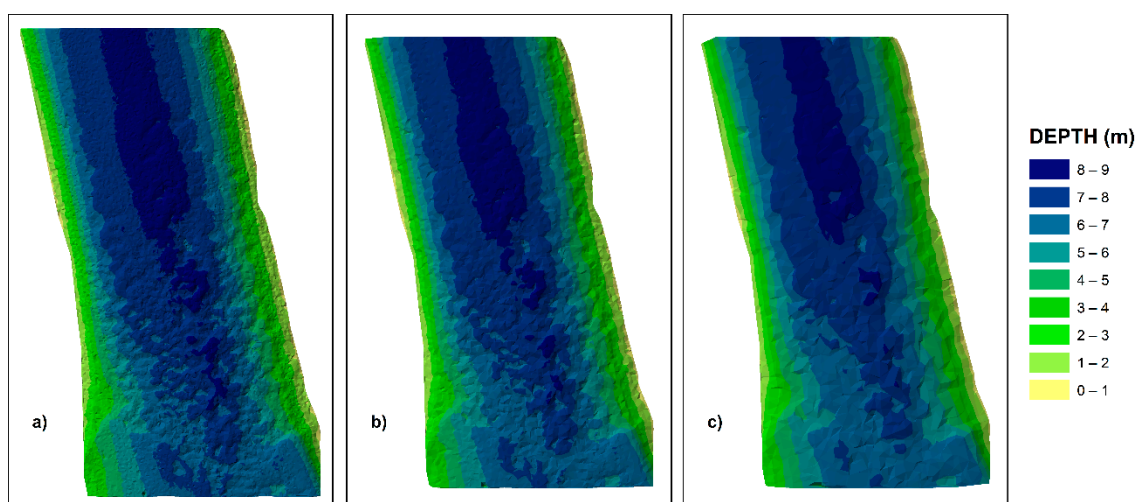 a)
b)
c)
DEPTH (m)
8 – 9
7 – 8
6 – 7
5 – 6
4 – 5
3 – 4
2 – 3
1 – 2
0 – 1